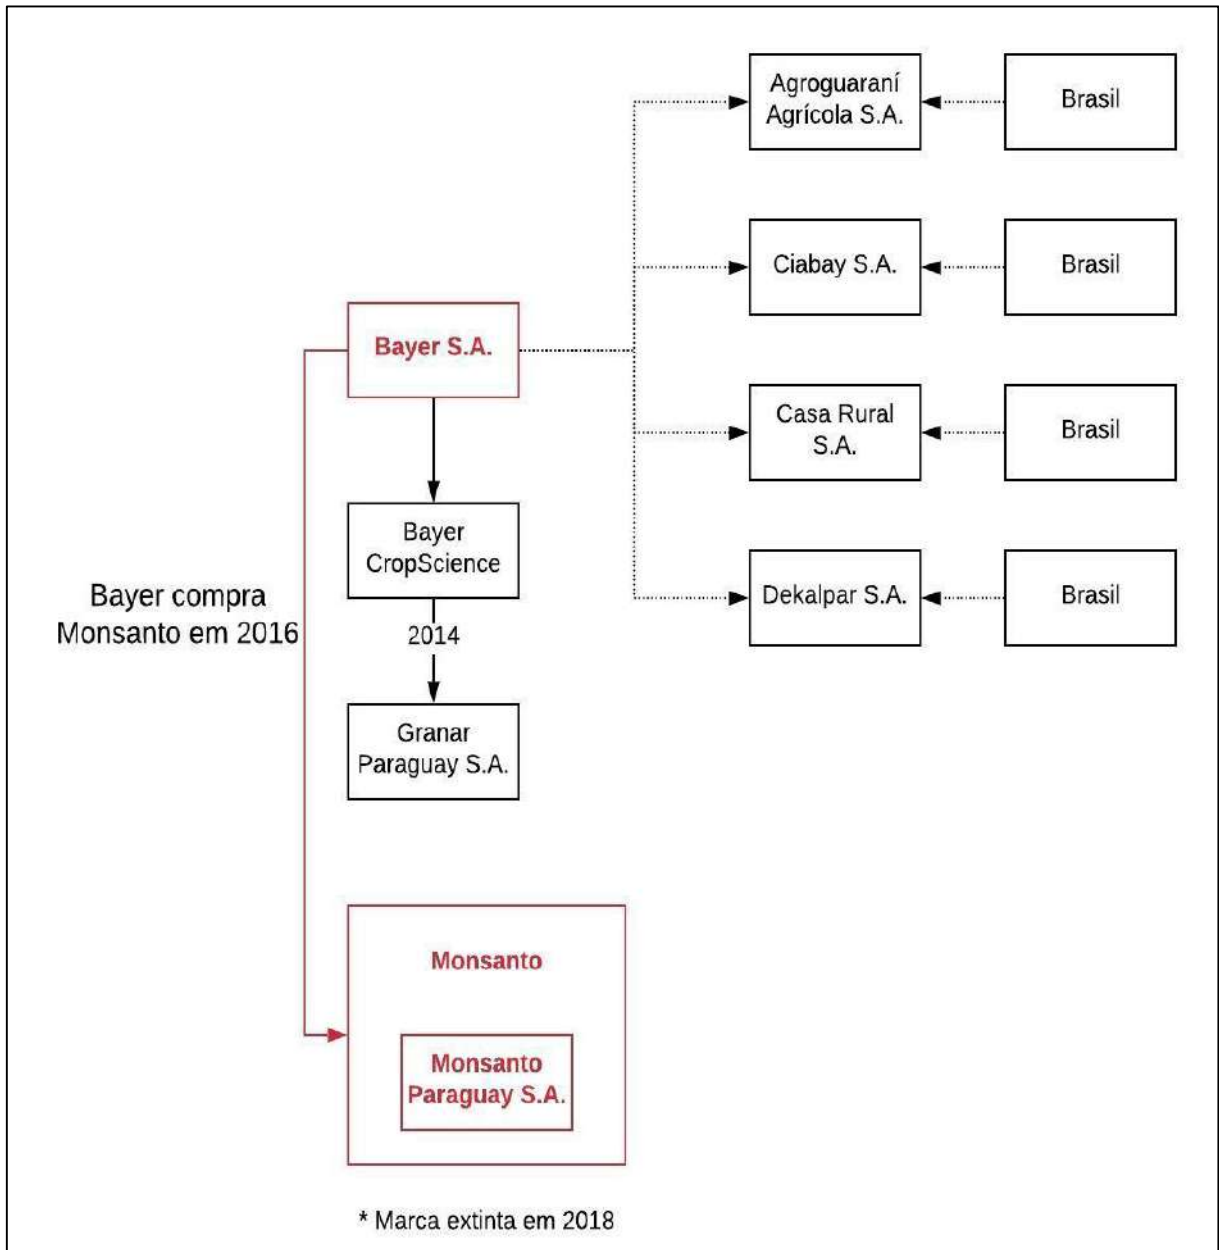 Agroguaraní
Agrícola S.A.
Brasil
Ciabay S.A.
Brasil
Bayer S.A.
Casa Rural
S.A.
Brasil
Bayer
CropScience
Dekalpar S.A.
Brasil
Bayer compra
Monsanto em 2016
2014
Granar
Paraguay S.A.
Monsanto
Monsanto
Paraguay S.A.
* Marca extinta em 2018